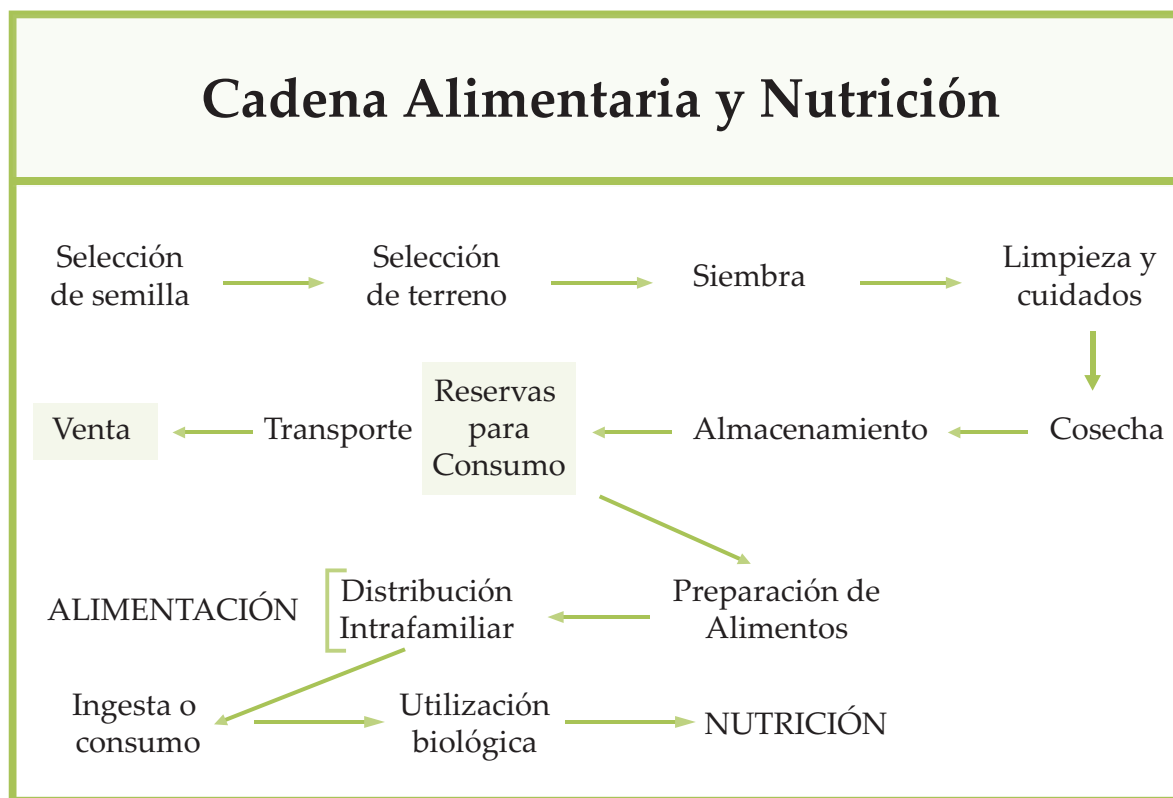 Cadena Alimentaria y Nutrición
Selección
de semilla
Selección
de terreno
Siembra
Limpieza y
cuidados
Venta
Transporte
Reservas
para
Consumo
Almacenamiento
Cosecha
ALIMENTACIÓN
Distribución
Intrafamiliar
Preparación de
Alimentos
Ingesta o
consumo
Utilización
biológica
NUTRICIÓN